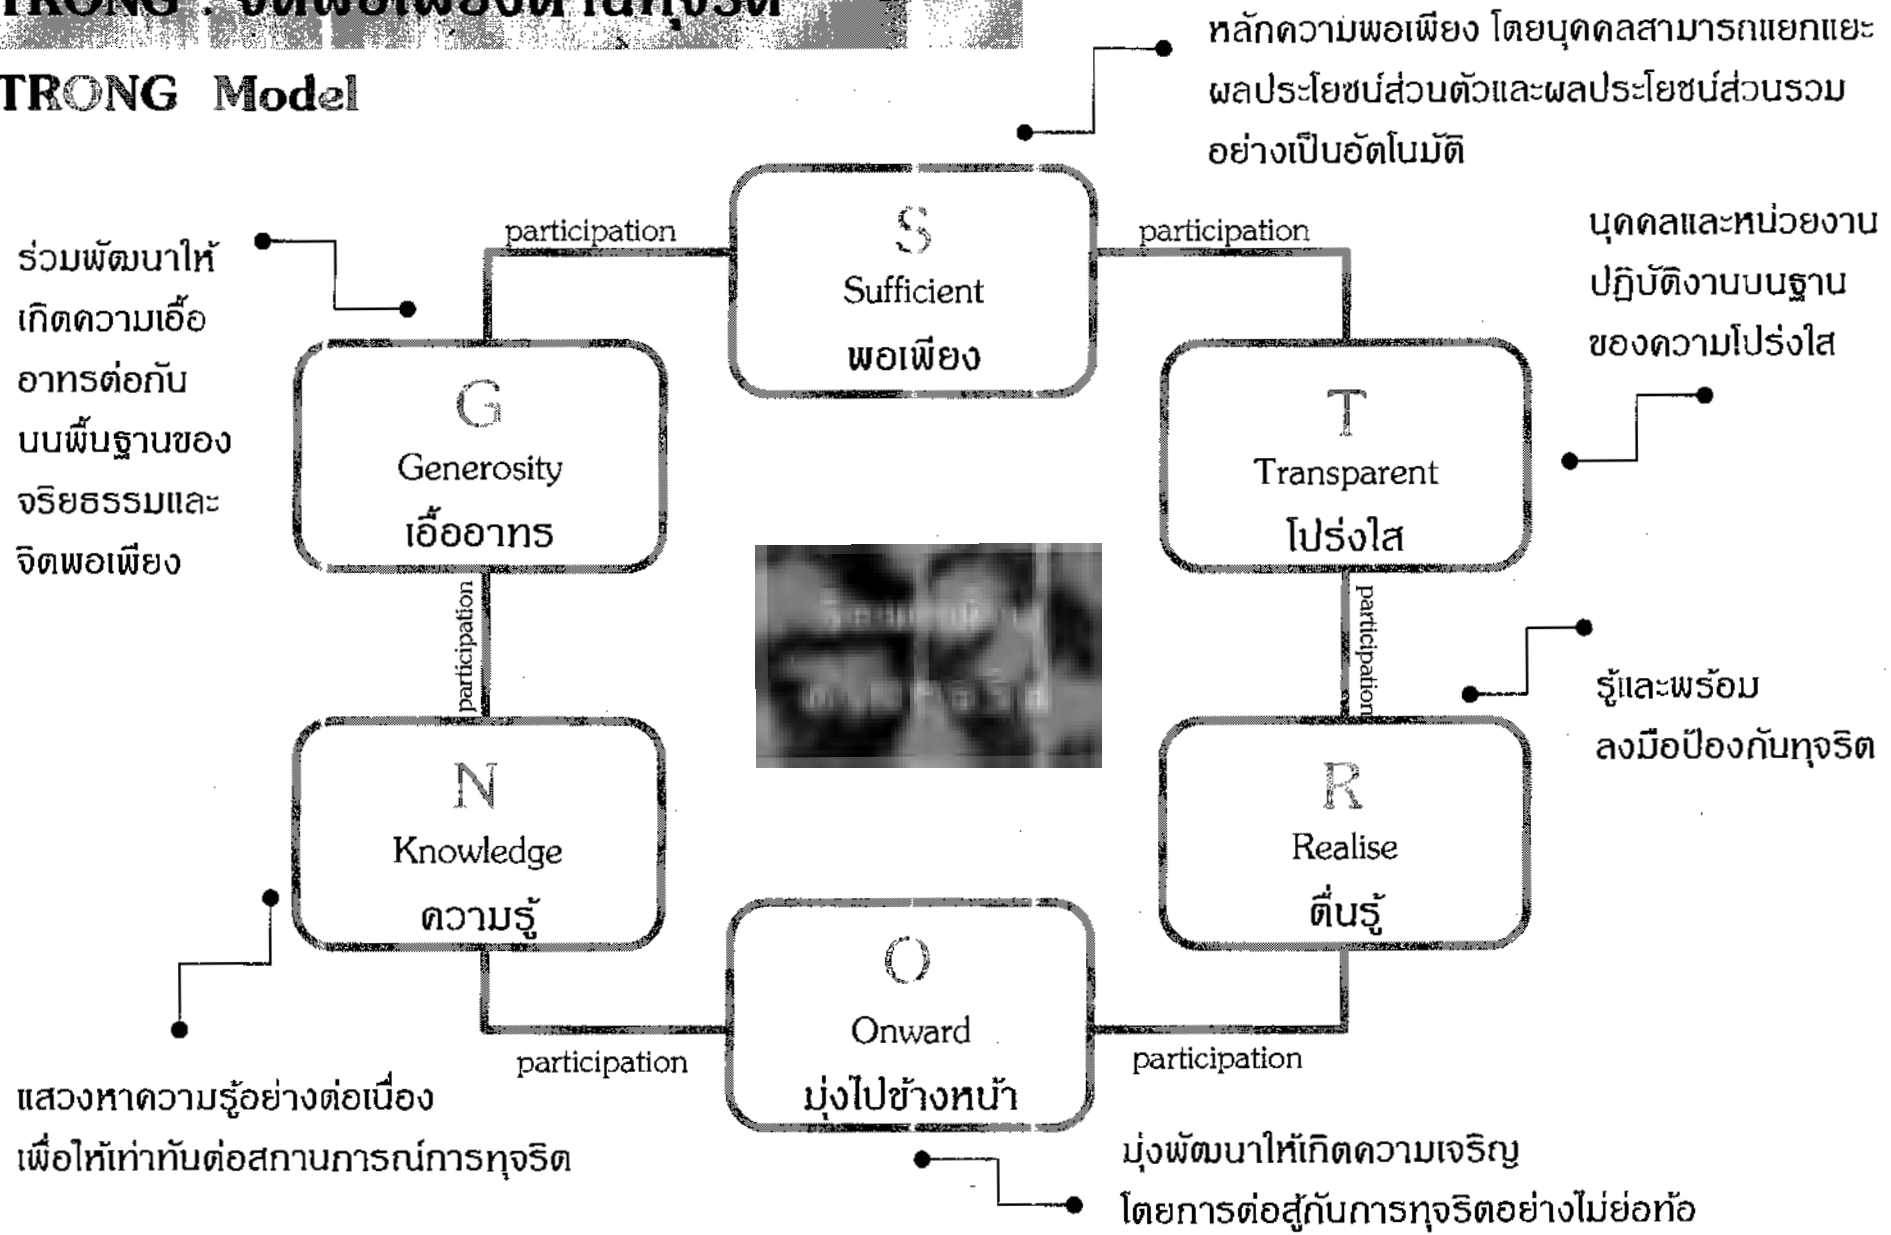 TRONG : จิตพอเพียงต้านทุจริต
TRONG Model
หลักความพอเพียง โดยบุคคลสามารถแยกแยะ
ผลประโยชน์ส่วนตัวและผลประโยชน์ส่วนรวม
อย่างเป็นอัตโนมัติ
participation
S
Sufficient
พอเพียง
participation
บุคคลและหน่วยงาน
ปฏิบัติงานบนฐาน
ของความโปร่งใส
ร่วมพัฒนาให้
เกิดความเอื้อ
อาทรต่อกัน
บนพื้นฐานของ
จริยธรรมและ
จิตพอเพียง
G
Generosity
เอื้ออาทร
T
Transparent
โปร่งใส
participation
participation
รู้และพร้อม
ลงมือป้องกันทุจริต
N
Knowledge
ความรู้
R
Realise
ตื่นรู้
O
Onward
มุ่งไปข้างหน้า
participation
participation
แสวงหาความรู้อย่างต่อเนื่อง
เพื่อให้เท่าทันต่อสถานการณ์การทุจริต
มุ่งพัฒนาให้เกิดความเจริญ
โดยการต่อสู้กับการทุจริตอย่างไม่ย่อท้อ